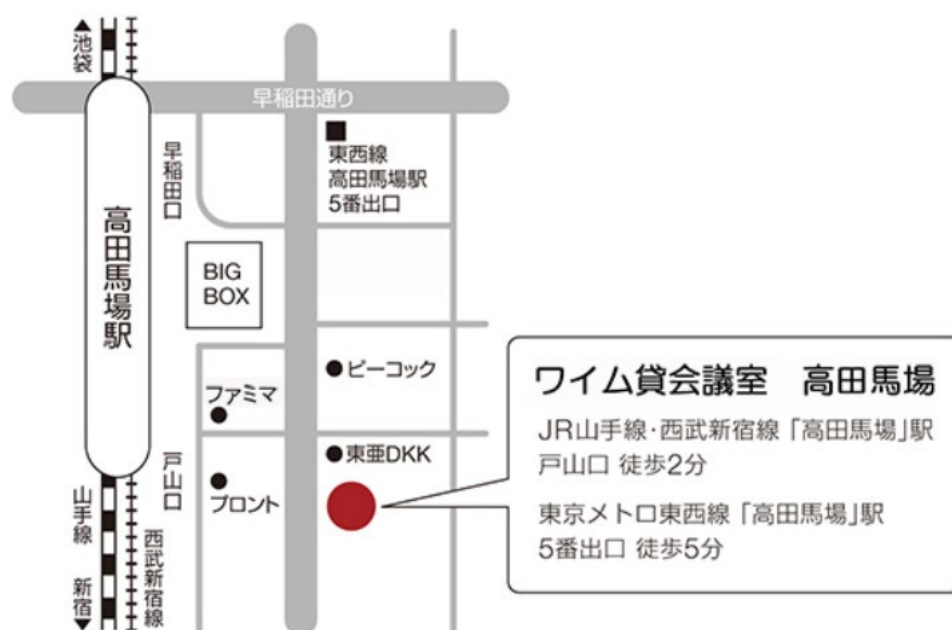 ▲池袋
早稲田通り
東西線
高田馬場駅
5番出口
早稲田口
高田馬場駅
BIG
BOX
ピーコック
ファミマ
東亜DKK
戸山口
プロント
山手線 新宿▼
西武新宿線
ワイム貸会議室 高田馬場
JR山手線・西武新宿線「高田馬場」駅
戸山口 徒歩2分
東京メトロ東西線「高田馬場」駅
5番出口 徒歩5分